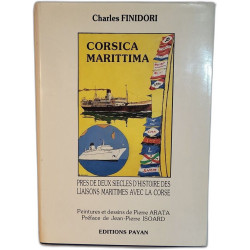 Charles FINIDORI
CORSICA
MARITTIMA
PRES DE DEUX SIECLES D'HISTOIRE DES
LIAISONS MARITIMES AVEC LA CORSE
Peintures et dessins de Pierre ARATA
Préface de Jean-Pierre ISOARD
EDITIONS PAYAN